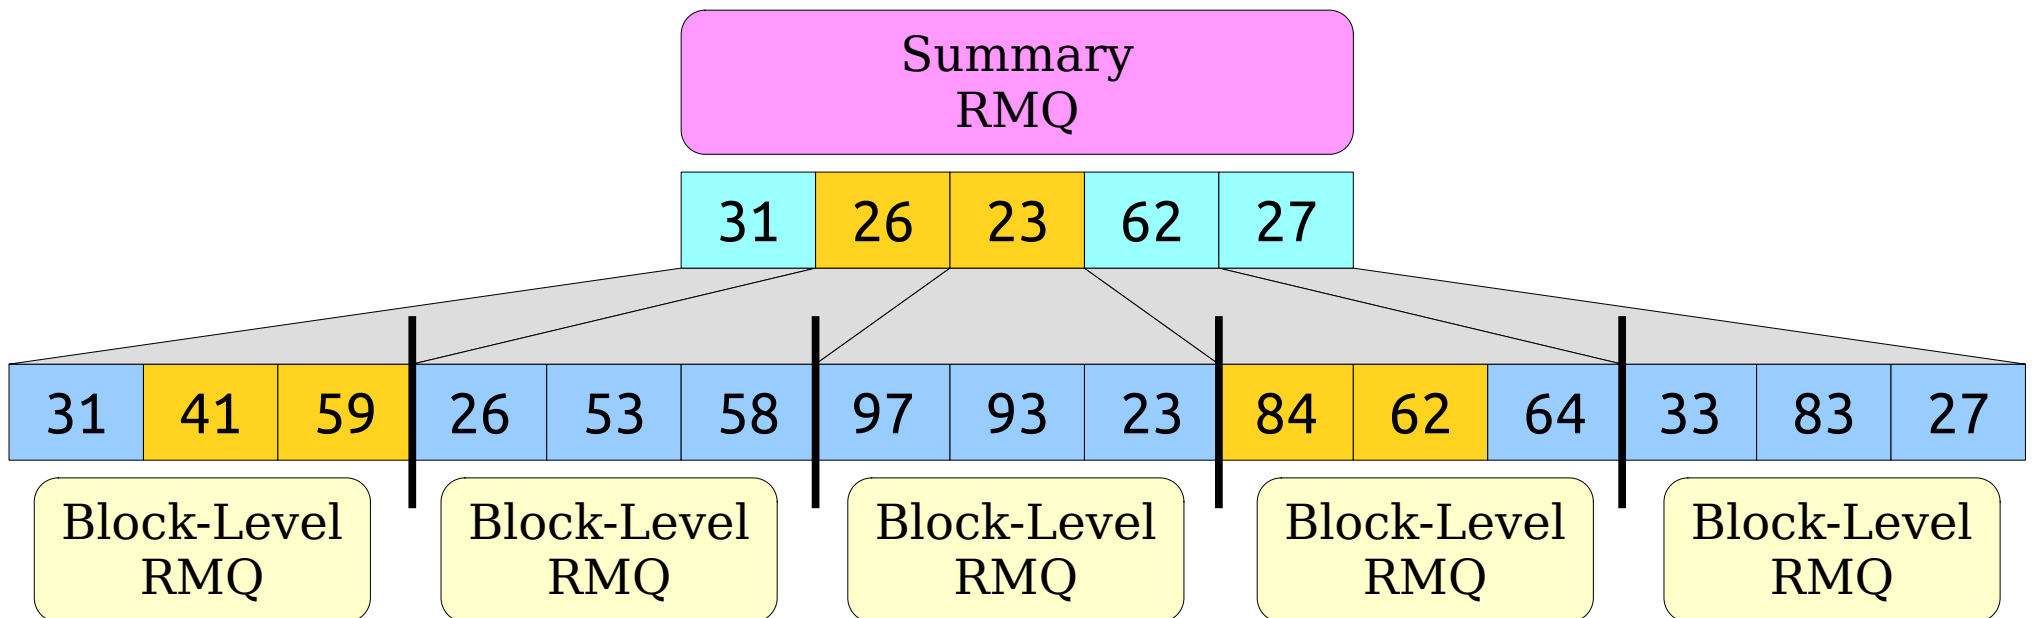 Summary
RMQ
31 26 23 62 27
31 41 59 26 53 58 97 93 23 84 62 64 33 83 27
Block-Level
RMQ
Block-Level
RMQ
Block-Level
RMQ
Block-Level
RMQ
Block-Level
RMQ